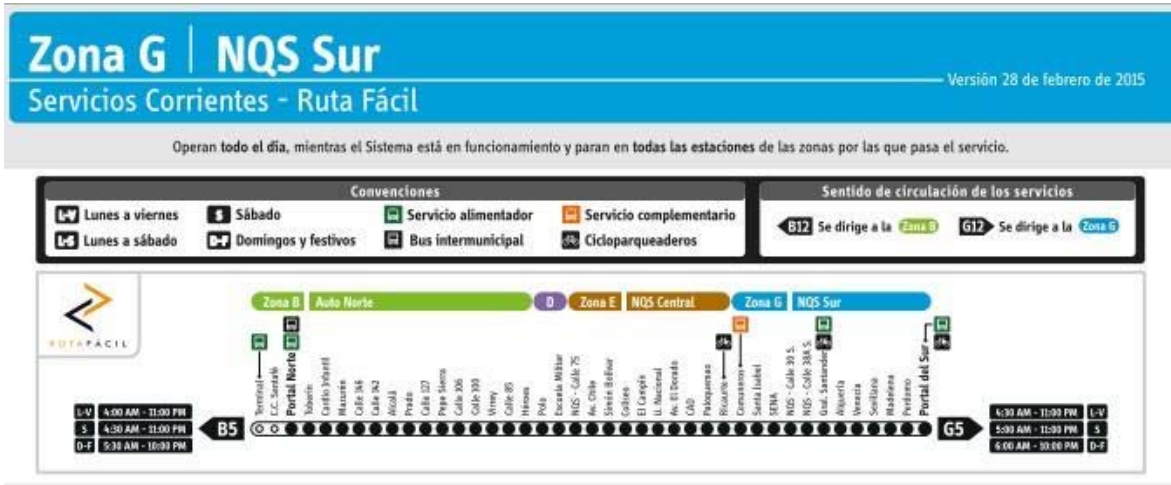 Zona G | NQS Sur
Versión 28 de febrero de 2015
Servicios Corrientes - Ruta Fácil
Operan todo el día, mientras el Sistema está en funcionamiento y paran en todas las estaciones de las zonas por las que pasa el servicio.
Convenciones
L-V Lunes a viernes
S Sábado
Servicio alimentador
Servicio complementario
L-S Lunes a sábado
D-F Domingos y festivos
Bus intermunicipal
Cicloparqueaderos
Sentido de circulación de los servicios
B12 Se dirige a la Zona B
G12 Se dirige a la Zona G
RUTAFÁCIL
Zona B | Auto Norte
D
Zona E | NQS Central
Zona G | NQS Sur
Terminal
C.C. Santafé
Portal Norte
Toberín
Cardio Infantil
Mazurén
Calle 146
Calle 142
Alcalá
Prado
Calle 127
Pepe Sierra
Calle 106
Calle 100
Virrey
Calle 85
Héroes
Polo
Escuela Militar
NQS - Calle 75
Av. Chile
Simón Bolívar
Coliseo
El Campín
U. Nacional
Av. El Dorado
CAD
Paloquemao
Ricaurte
Comuneros
Santa Isabel
SENA
NQS - Calle 30 S.
NQS - Calle 38A S.
Gral. Santander
Alquería
Venecia
Sevillana
Madelena
Perdomo
Portal del Sur
L-V 4:00 AM - 11:00 PM
S 4:30 AM - 11:00 PM
D-F 5:30 AM - 10:00 PM
B5
G5
4:30 AM - 11:00 PM L-V
5:00 AM - 11:00 PM S
6:00 AM - 10:00 PM D-F